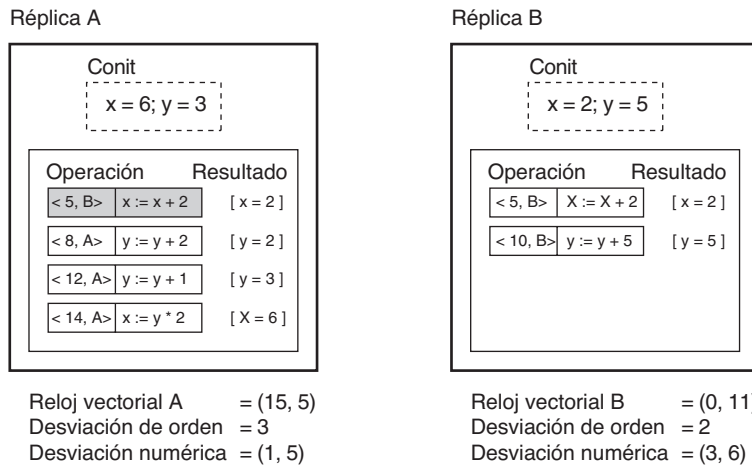 Réplica A
Conit
x = 6; y = 3
Operación Resultado
< 5, B> x := x + 2 [ x = 2 ]
< 8, A> y := y + 2 [ y = 2 ]
< 12, A> y := y + 1 [ y = 3 ]
< 14, A> x := y * 2 [ X = 6 ]
Reloj vectorial A = (15, 5)
Desviación de orden = 3
Desviación numérica = (1, 5)
Réplica B
Conit
x = 2; y = 5
Operación Resultado
< 5, B> X := X + 2 [ x = 2 ]
< 10, B> y := y + 5 [ y = 5 ]
Reloj vectorial B = (0, 11)
Desviación de orden = 2
Desviación numérica = (3, 6)